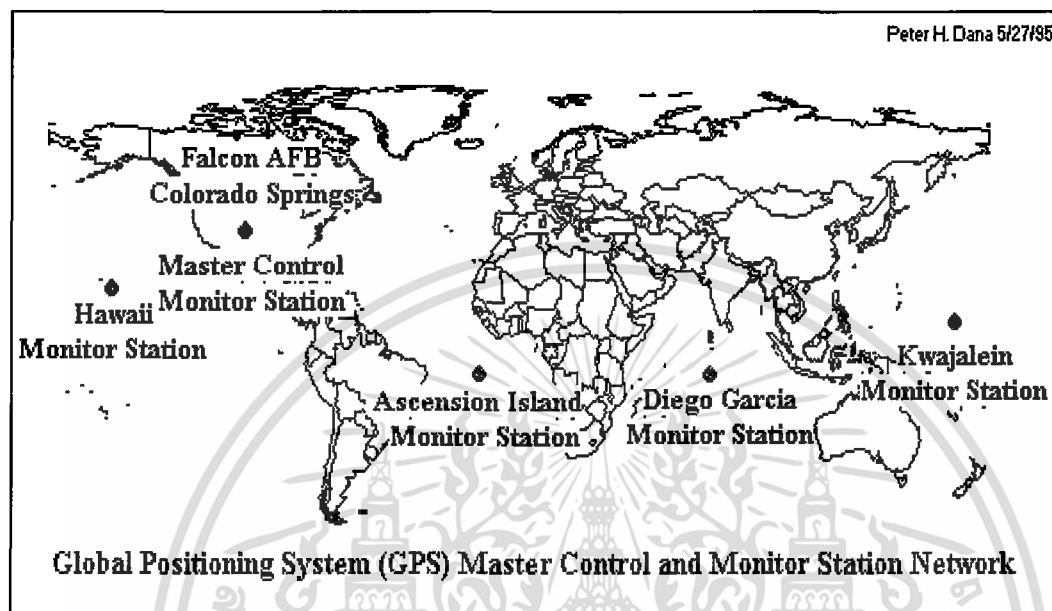 Peter H. Dana 5/27/95
Falcon AFB
Colorado Springs
Master Control
Monitor Station
Hawaii
Monitor Station
Ascension Island
Monitor Station
Diego Garcia
Monitor Station
Kwajalein
Monitor Station
Global Positioning System (GPS) Master Control and Monitor Station Network